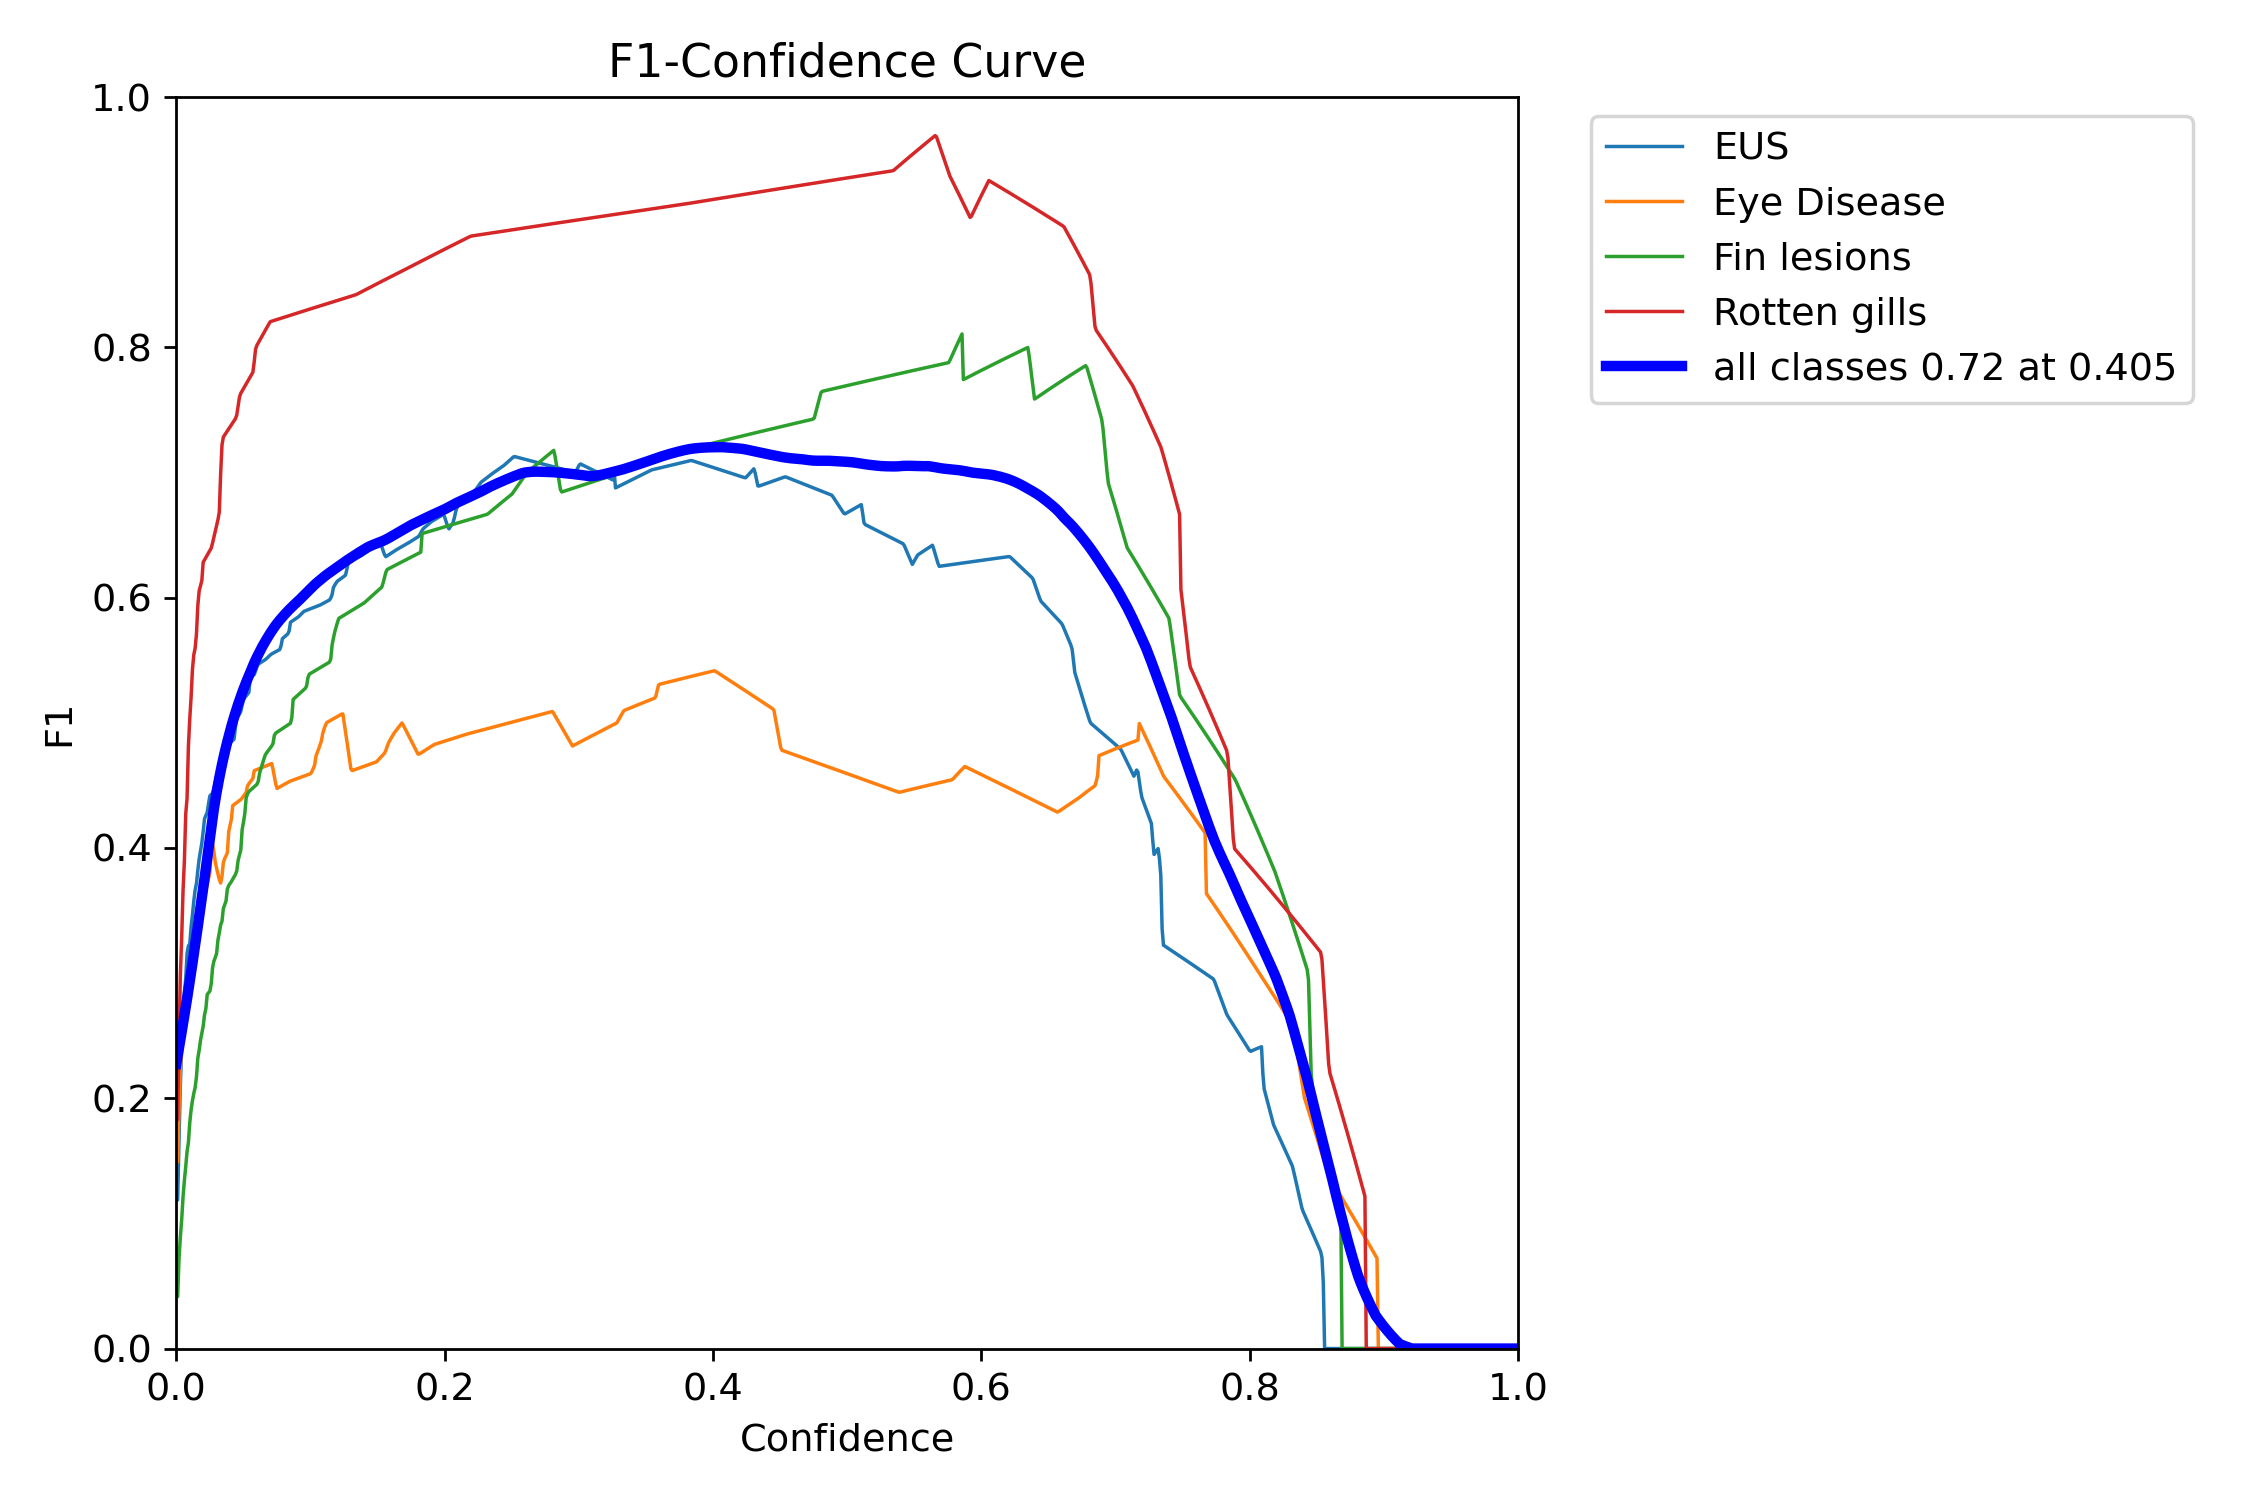 F1-Confidence Curve
1.0
0.8
0.6
0.4
0.2
0.0
F1
0.0 0.2 0.4 0.6 0.8 1.0
Confidence
EUS
Eye Disease
Fin lesions
Rotten gills
all classes 0.72 at 0.405